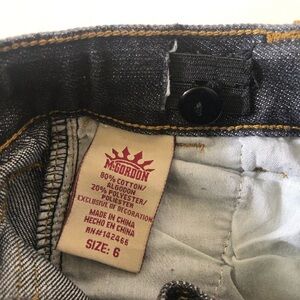 McGORDON
80% COTTON/
ALGODON
20% POLYESTER/
POLIESTER
EXCLUSIVE OF DECORATION
MADE IN CHINA
HECHO EN CHINA
RN#142466
SIZE: 6